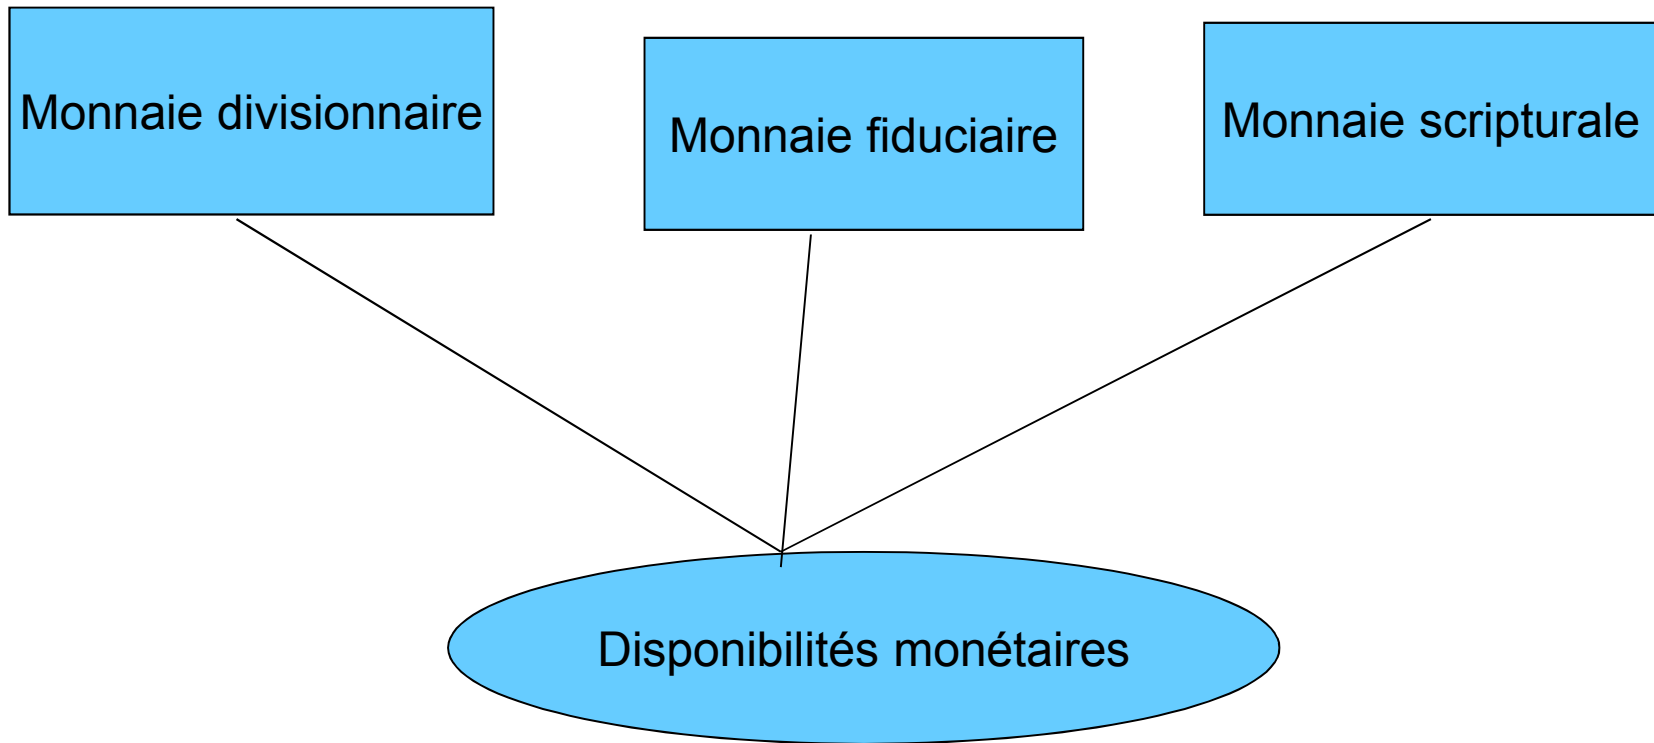 Monnaie divisionnaire
Monnaie fiduciaire
Monnaie scripturale
Disponibilités monétaires